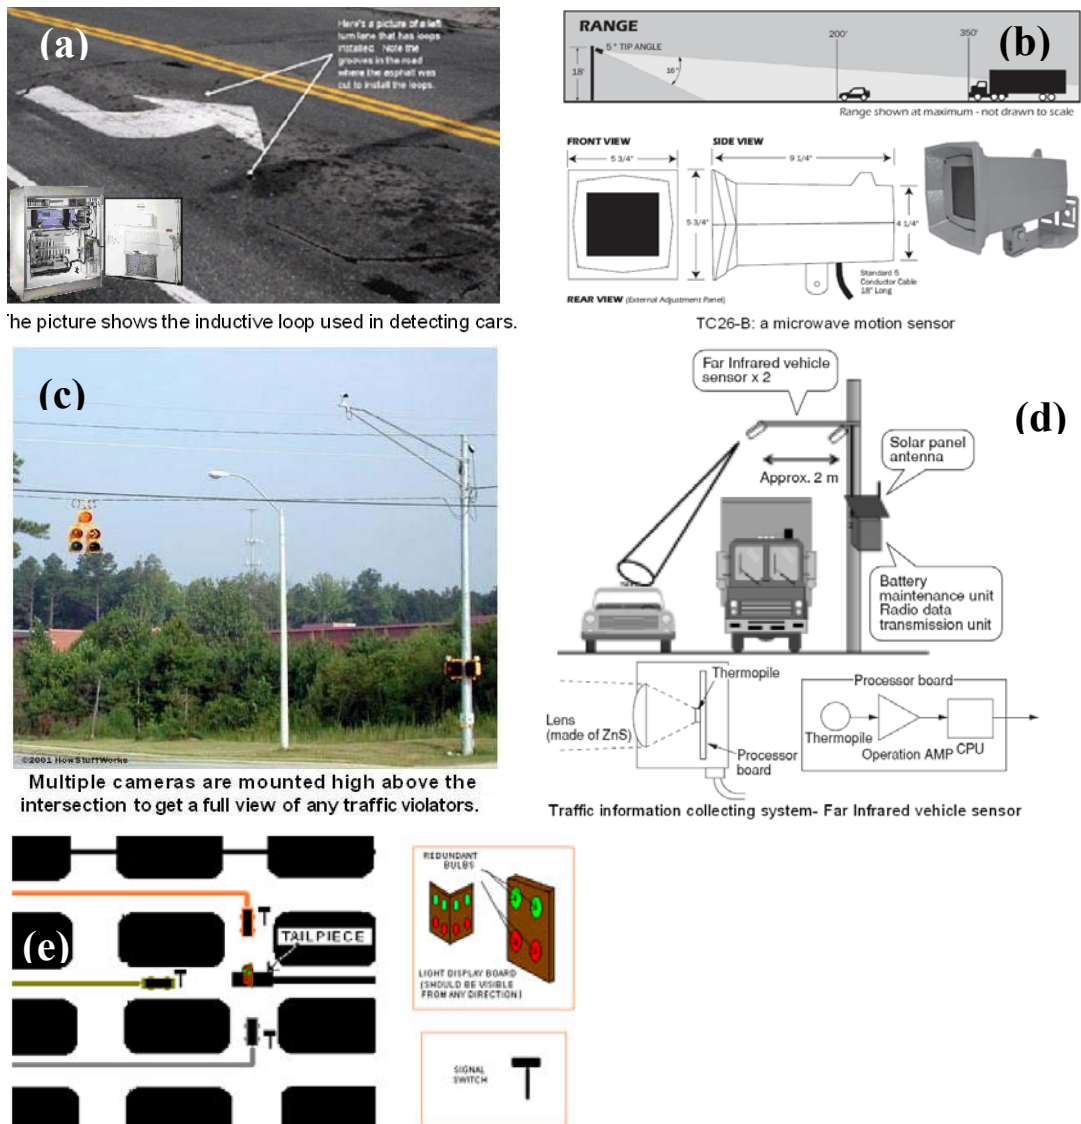 (a)
Here's a picture of a left
turn lane that has loops
installed. Note the
grooves in the road
where the asphalt was
cut to install the loops.
he picture shows the inductive loop used in detecting cars.
(b)
RANGE
5° TIP ANGLE
18'
16°
200'
350'
Range shown at maximum - not drawn to scale
FRONT VIEW
5 3/4"
SIDE VIEW
9 1/4"
5 3/4"
4 1/4"
Standard 5
Conductor Cable
18" Long
REAR VIEW (External Adjustment Panel)
TC26-B: a microwave motion sensor
(c)
©2001 HowStuffWorks
Multiple cameras are mounted high above the
intersection to get a full view of any traffic violators.
(d)
Far Infrared vehicle
sensor x 2
Solar panel
antenna
Approx. 2 m
Battery
maintenance unit
Radio data
transmission unit
Thermopile
Lens
(made of ZnS)
Processor
board
Processor board
Thermopile
Operation AMP
CPU
Traffic information collecting system- Far Infrared vehicle sensor
(e)
TAILPIECE
REDUNDANT
BULBS
LIGHT DISPLAY BOARD
(SHOULD BE VISIBLE
FROM ANY DIRECTION)
SIGNAL
SWITCH